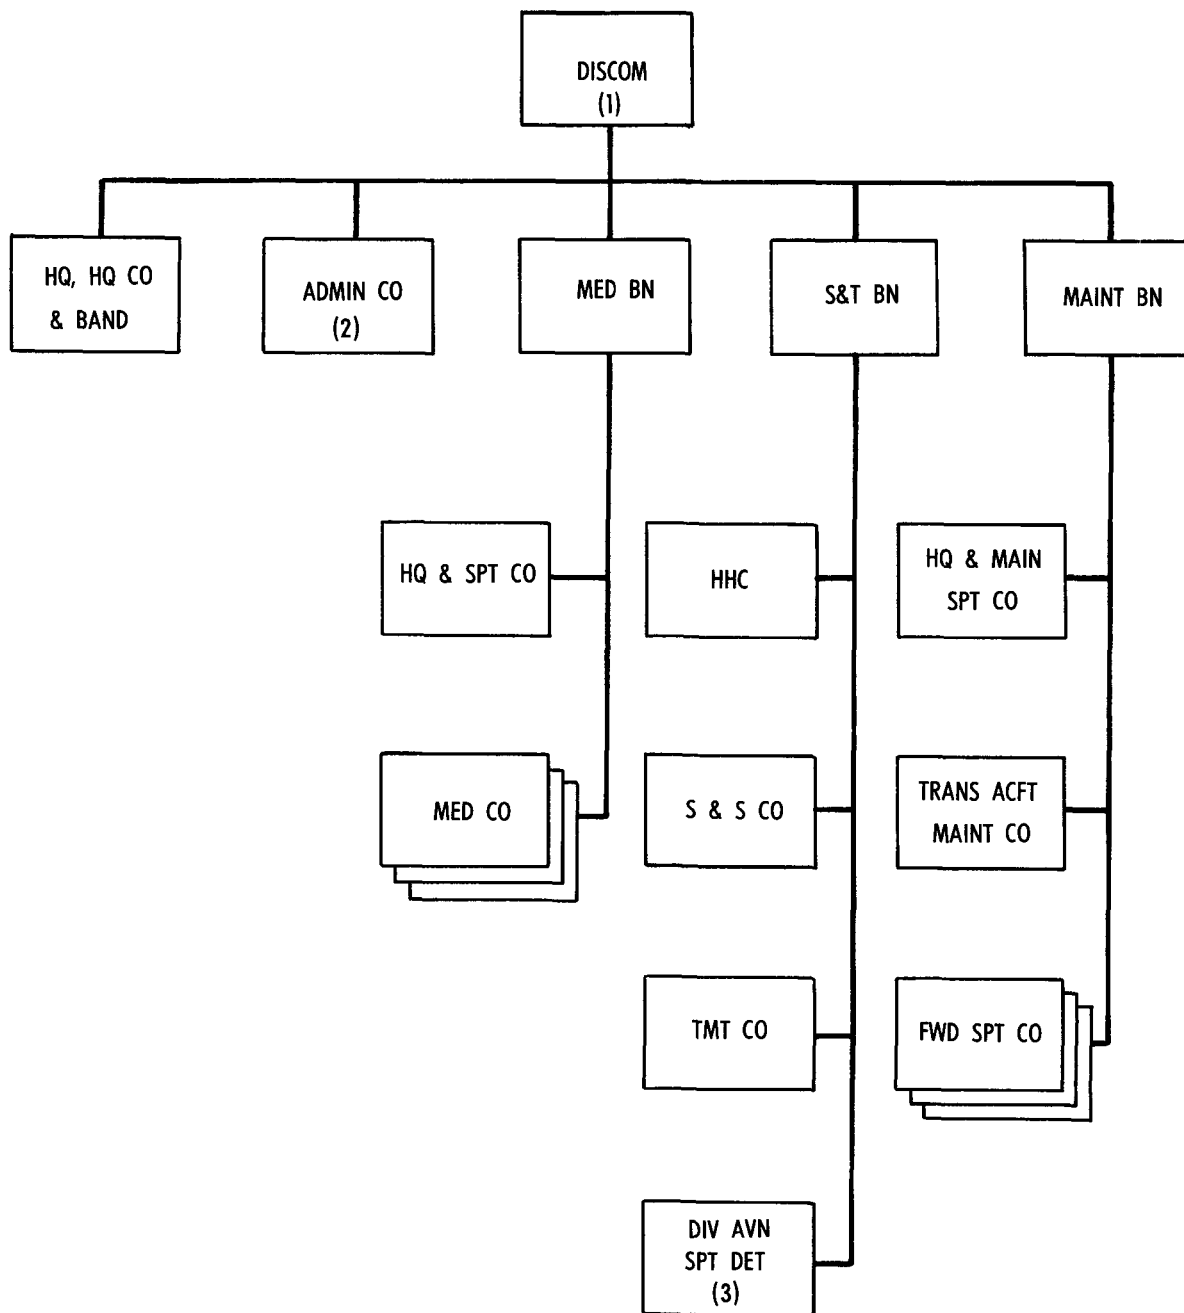 DISCOM
(1)
HQ, HQ CO
& BAND
ADMIN CO
(2)
MED BN
S&T BN
MAINT BN
HQ & SPT CO
HHC
HQ & MAIN
SPT CO
MED CO
S & S CO
TRANS ACFT
MAINT CO
TMT CO
FWD SPT CO
DIV AVN
SPT DET
(3)